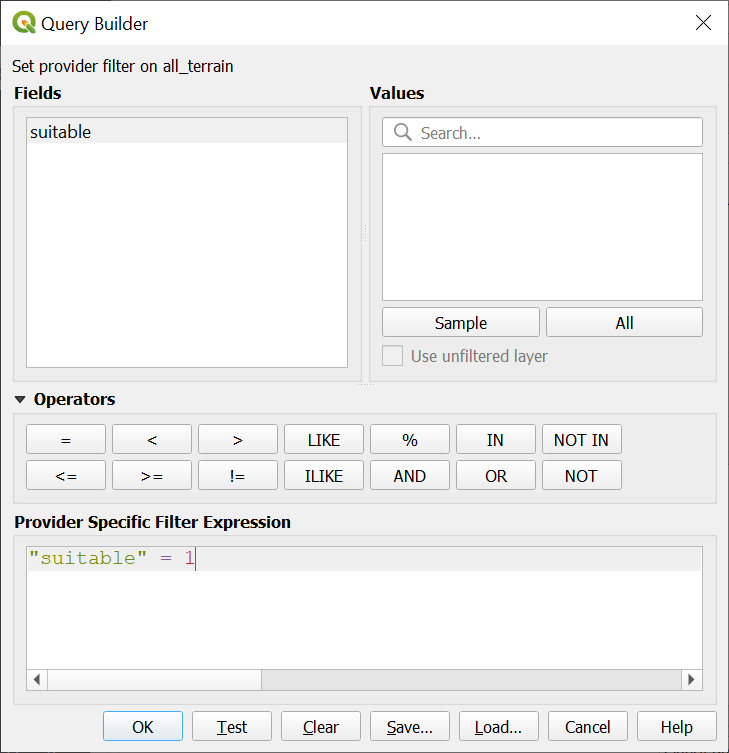 Query Builder
Set provider filter on all_terrain
Fields
Values
suitable
Search...
Sample
All
Use unfiltered layer
Operators
= < > LIKE % IN NOT IN
<= >= != ILIKE AND OR NOT
Provider Specific Filter Expression
"suitable" = 1
OK Test Clear Save... Load... Cancel Help